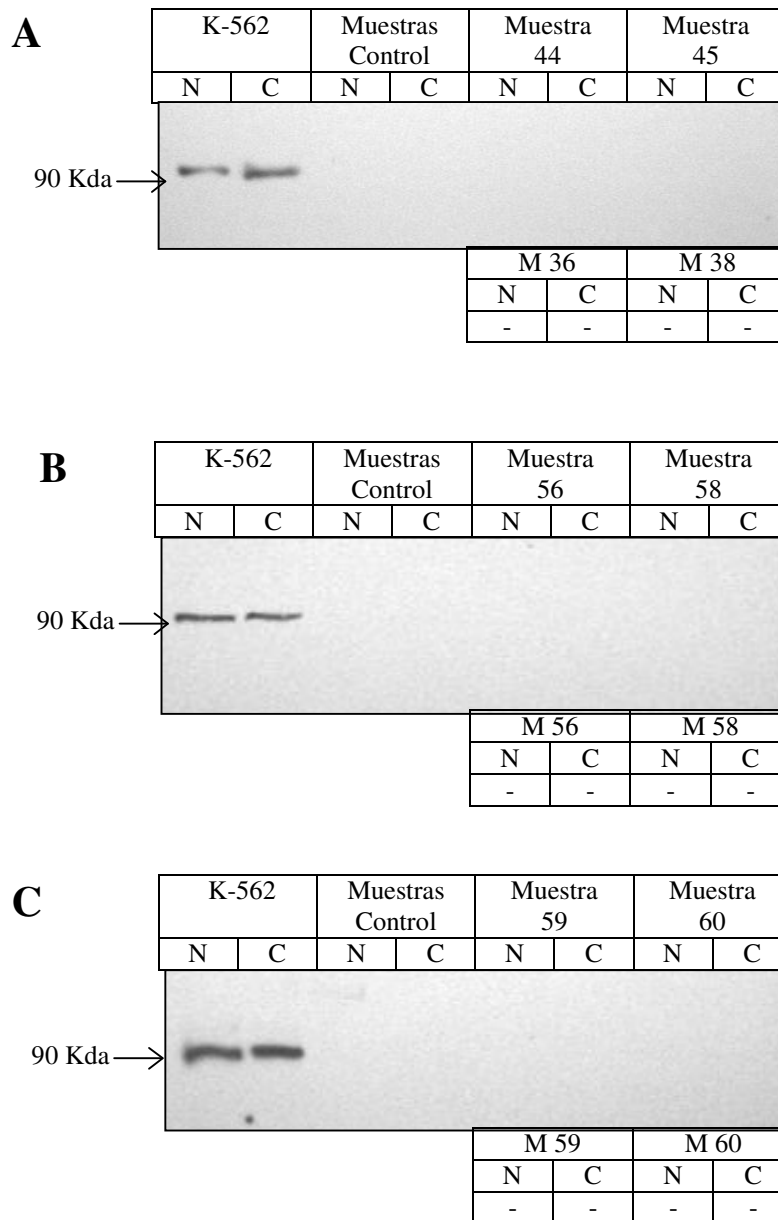 A
K-562 Muestras Control Muestra 44 Muestra 45
N C N C N C N C
90 Kda
M 36 M 38
N C N C
- - - -
B
K-562 Muestras Control Muestra 56 Muestra 58
N C N C N C N C
90 Kda
M 56 M 58
N C N C
- - - -
C
K-562 Muestras Control Muestra 59 Muestra 60
N C N C N C N C
90 Kda
M 59 M 60
N C N C
- - - -